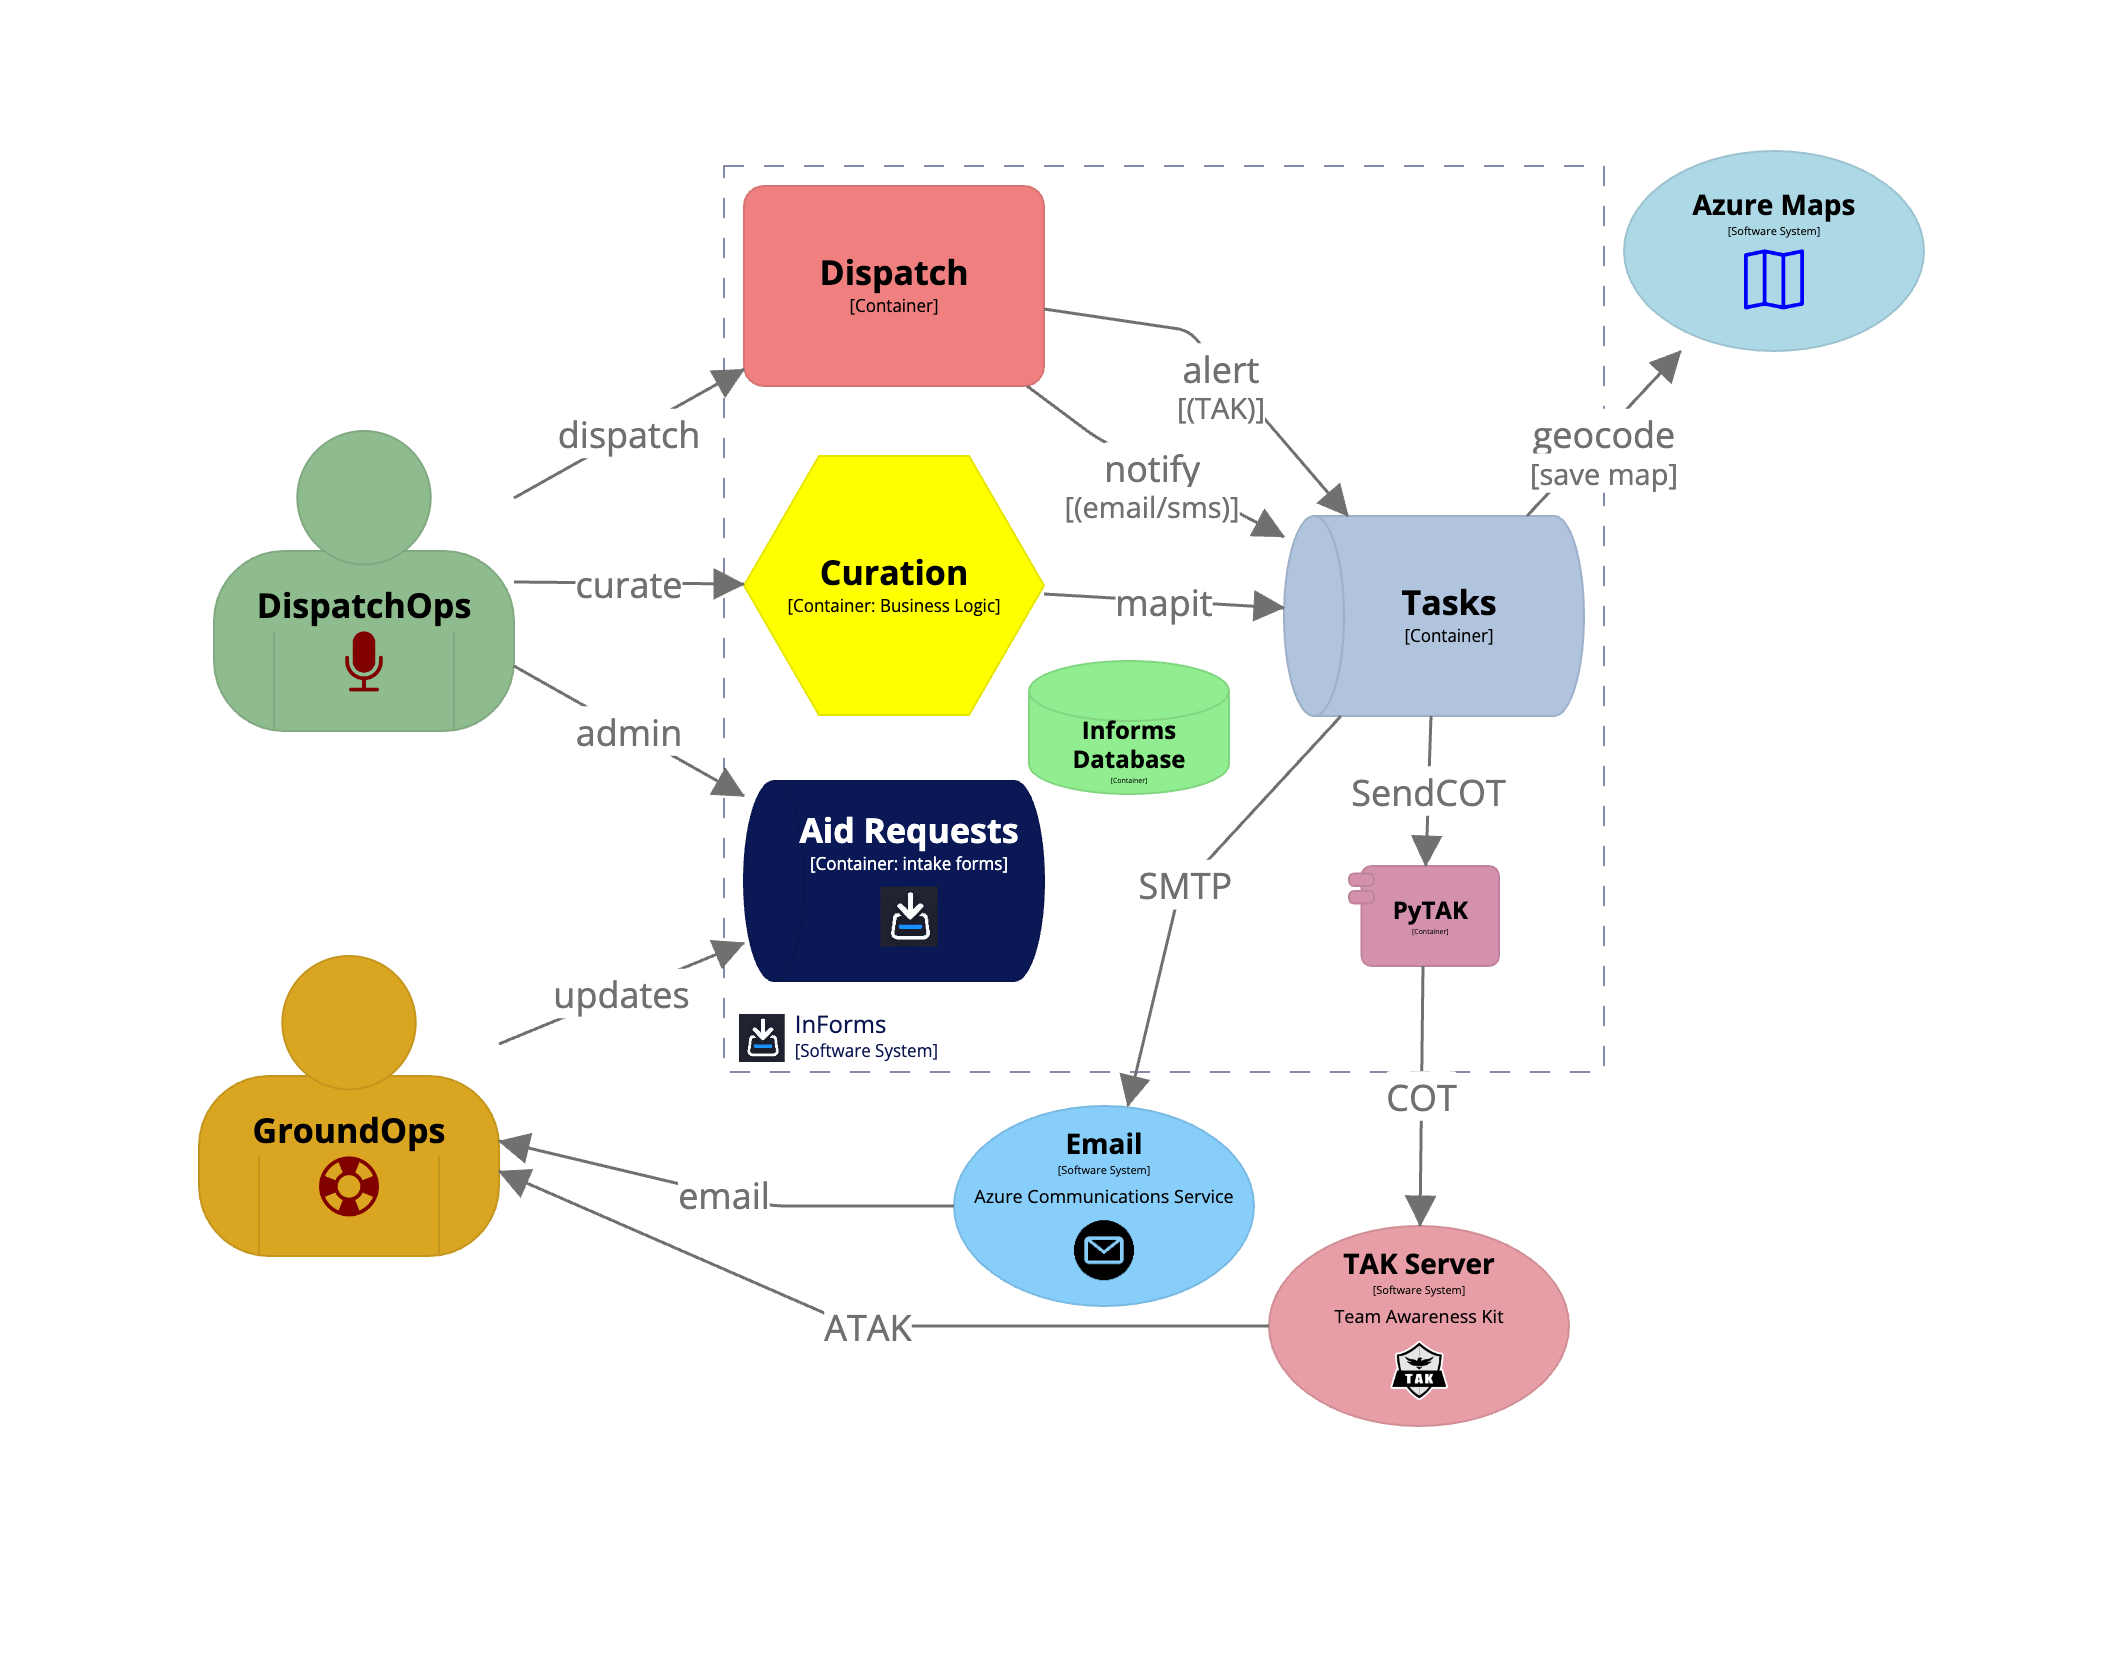 Azure Maps
[Software System]
Dispatch
[Container]
alert
[(TAK)]
dispatch
geocode
[save map]
notify
[(email/sms)]
DispatchOps
curate
Curation
[Container: Business Logic]
mapit
Tasks
[Container]
admin
Informs
Database
[Container]
SendCOT
Aid Requests
[Container: intake forms]
SMTP
PyTAK
[Container]
updates
InForms
[Software System]
COT
GroundOps
email
Email
[Software System]
Azure Communications Service
ATAK
TAK Server
[Software System]
Team Awareness Kit
TAK